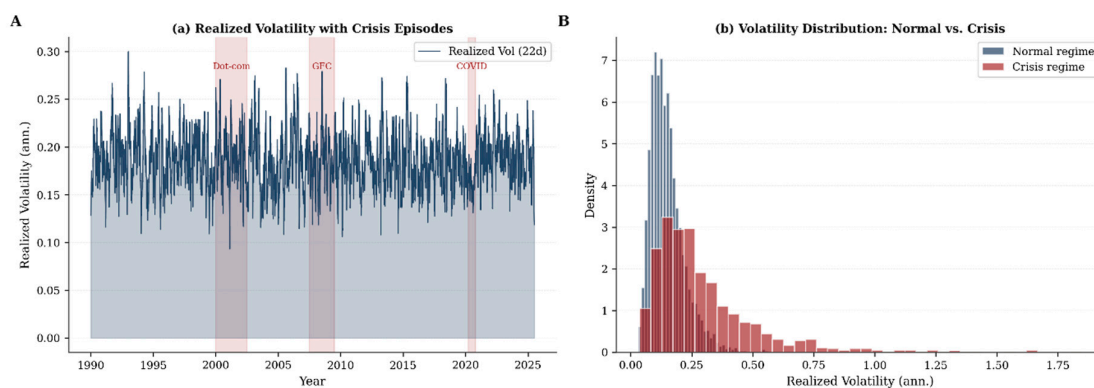 A
(a) Realized Volatility with Crisis Episodes
Realized Volatility (ann.)
0.30
0.25
0.20
0.15
0.10
0.05
0.00
Realized Vol (22d)
Dot-com
GFC
COVID
1990
1995
2000
2005
2010
2015
2020
2025
Year
B
(b) Volatility Distribution: Normal vs. Crisis
Density
7
6
5
4
3
2
1
0
Normal regime
Crisis regime
0.00
0.25
0.50
0.75
1.00
1.25
1.50
1.75
Realized Volatility (ann.)